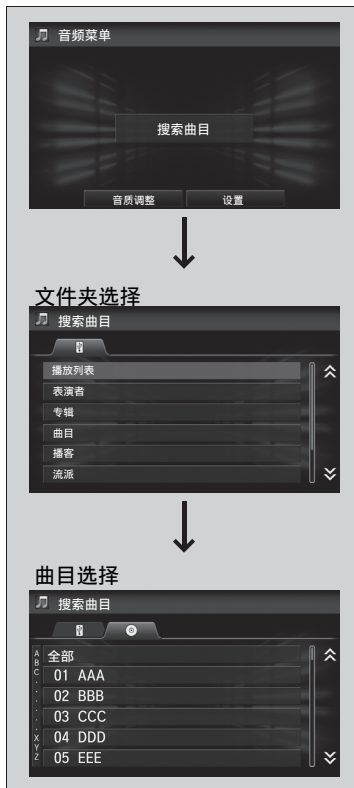 音频菜单
搜索曲目
音质调整 设置
文件夹选择
搜索曲目
播放列表
表演者
专辑
曲目
播客
流派
曲目选择
搜索曲目
A
B
C
.
.
.
.
.
X
Y
Z
全部
01 AAA
02 BBB
03 CCC
04 DDD
05 EEE